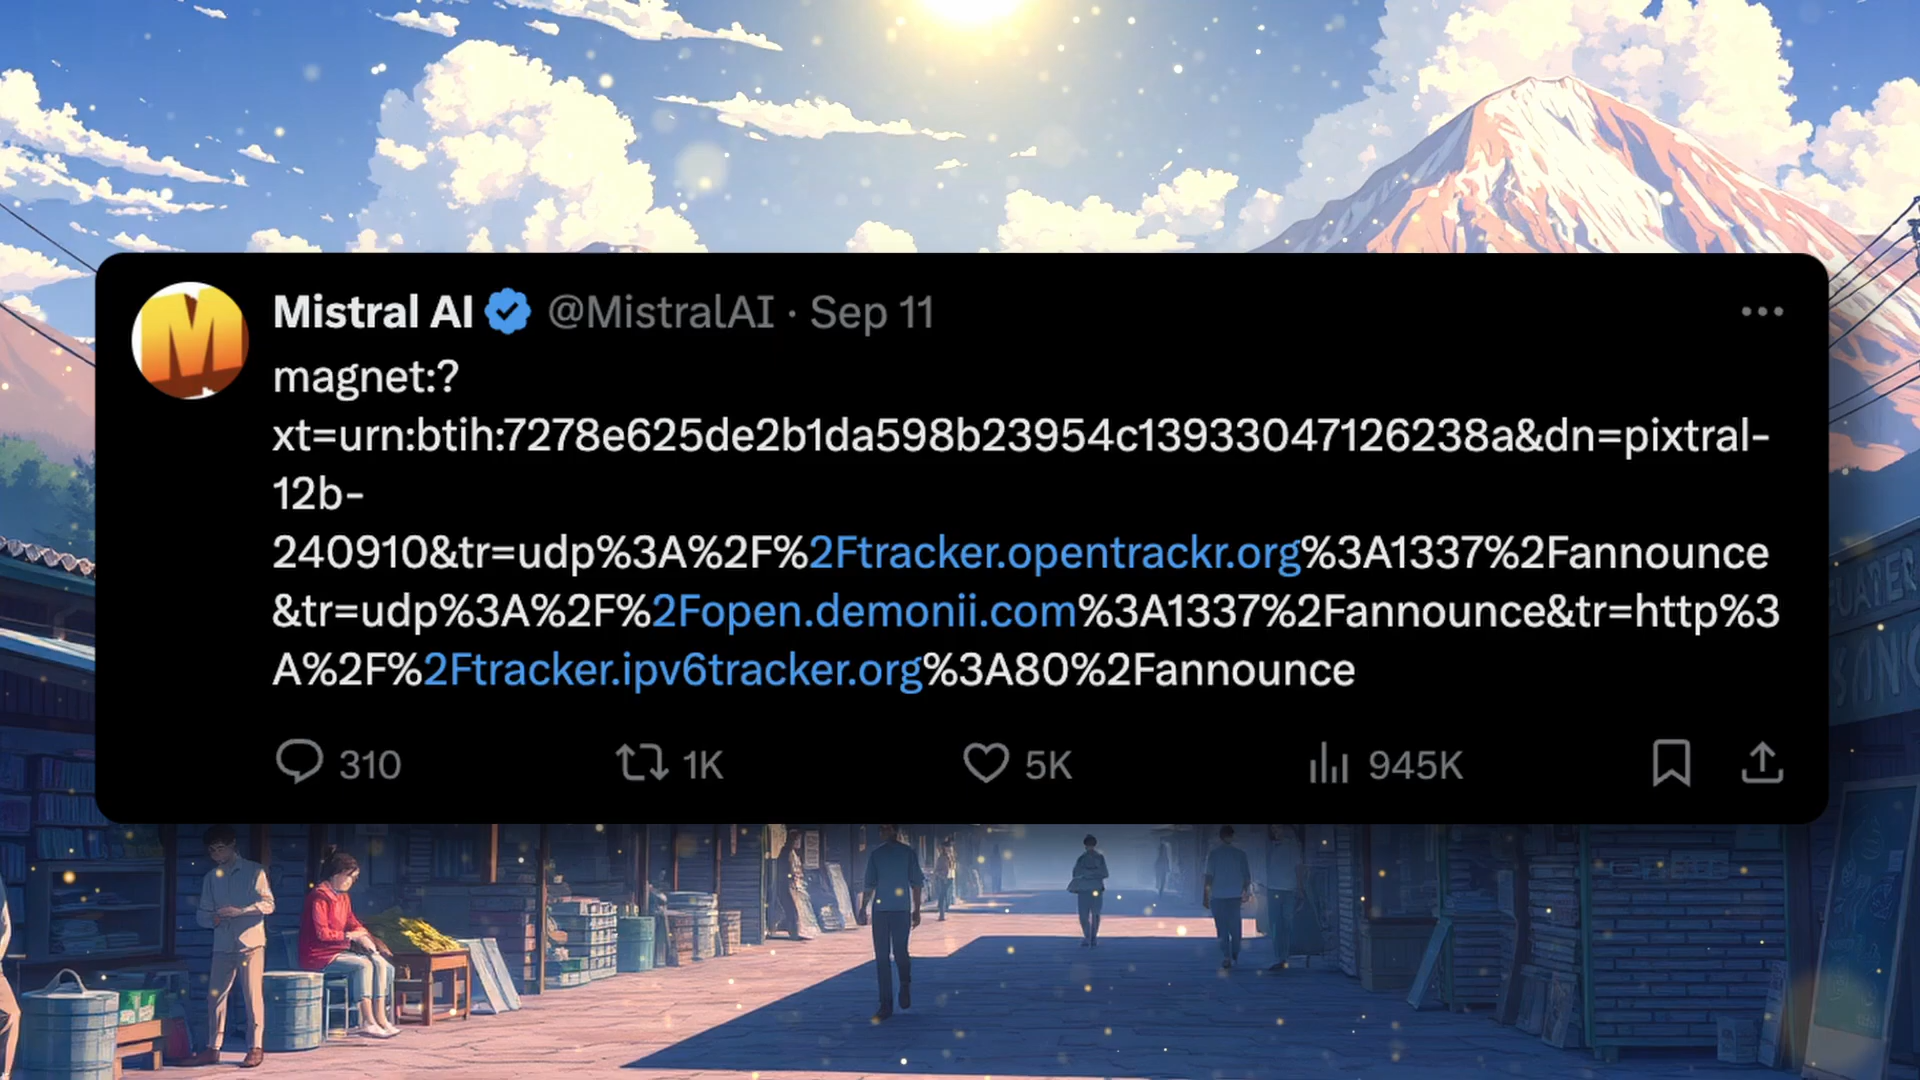 Mistral AI @MistralAI · Sep 11
magnet:?
xt=urn:btih:7278e625de2b1da598b23954c13933047126238a&dn=pixtral-
12b-
240910&tr=udp%3A%2F%2Ftracker.opentrackr.org%3A1337%2Fannounce
&tr=udp%3A%2F%2Fopen.demonii.com%3A1337%2Fannounce&tr=http%3
A%2F%2Ftracker.ipv6tracker.org%3A80%2Fannounce
310 1K 5K 945K